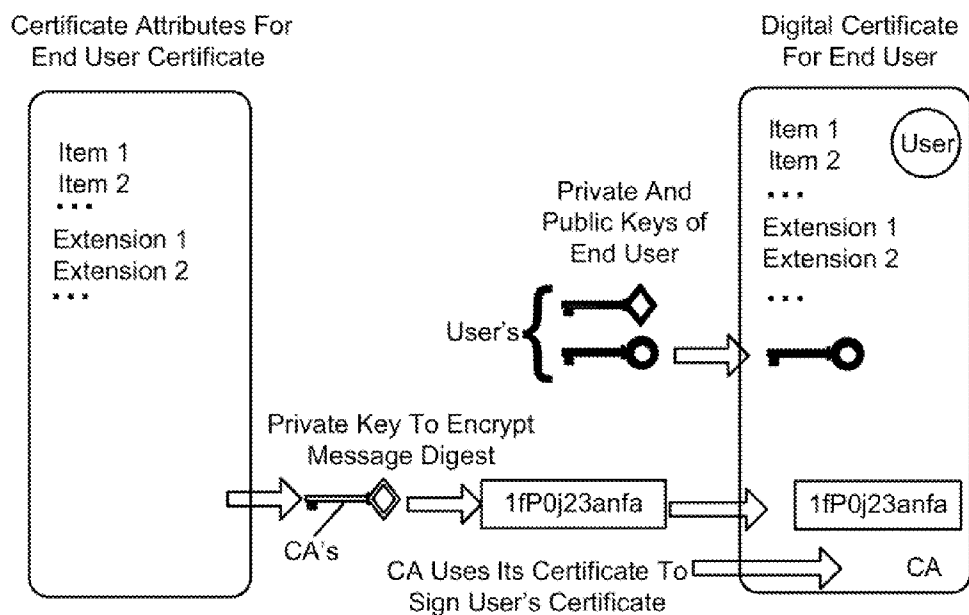 Certificate Attributes For
End User Certificate
Item 1
Item 2
...
Extension 1
Extension 2
...
Private And
Public Keys of
End User
User's
Private Key To Encrypt
Message Digest
CA's
1fP0j23anfa
CA Uses Its Certificate To
Sign User's Certificate
Digital Certificate
For End User
Item 1
Item 2
User
...
Extension 1
Extension 2
...
1fP0j23anfa
CA